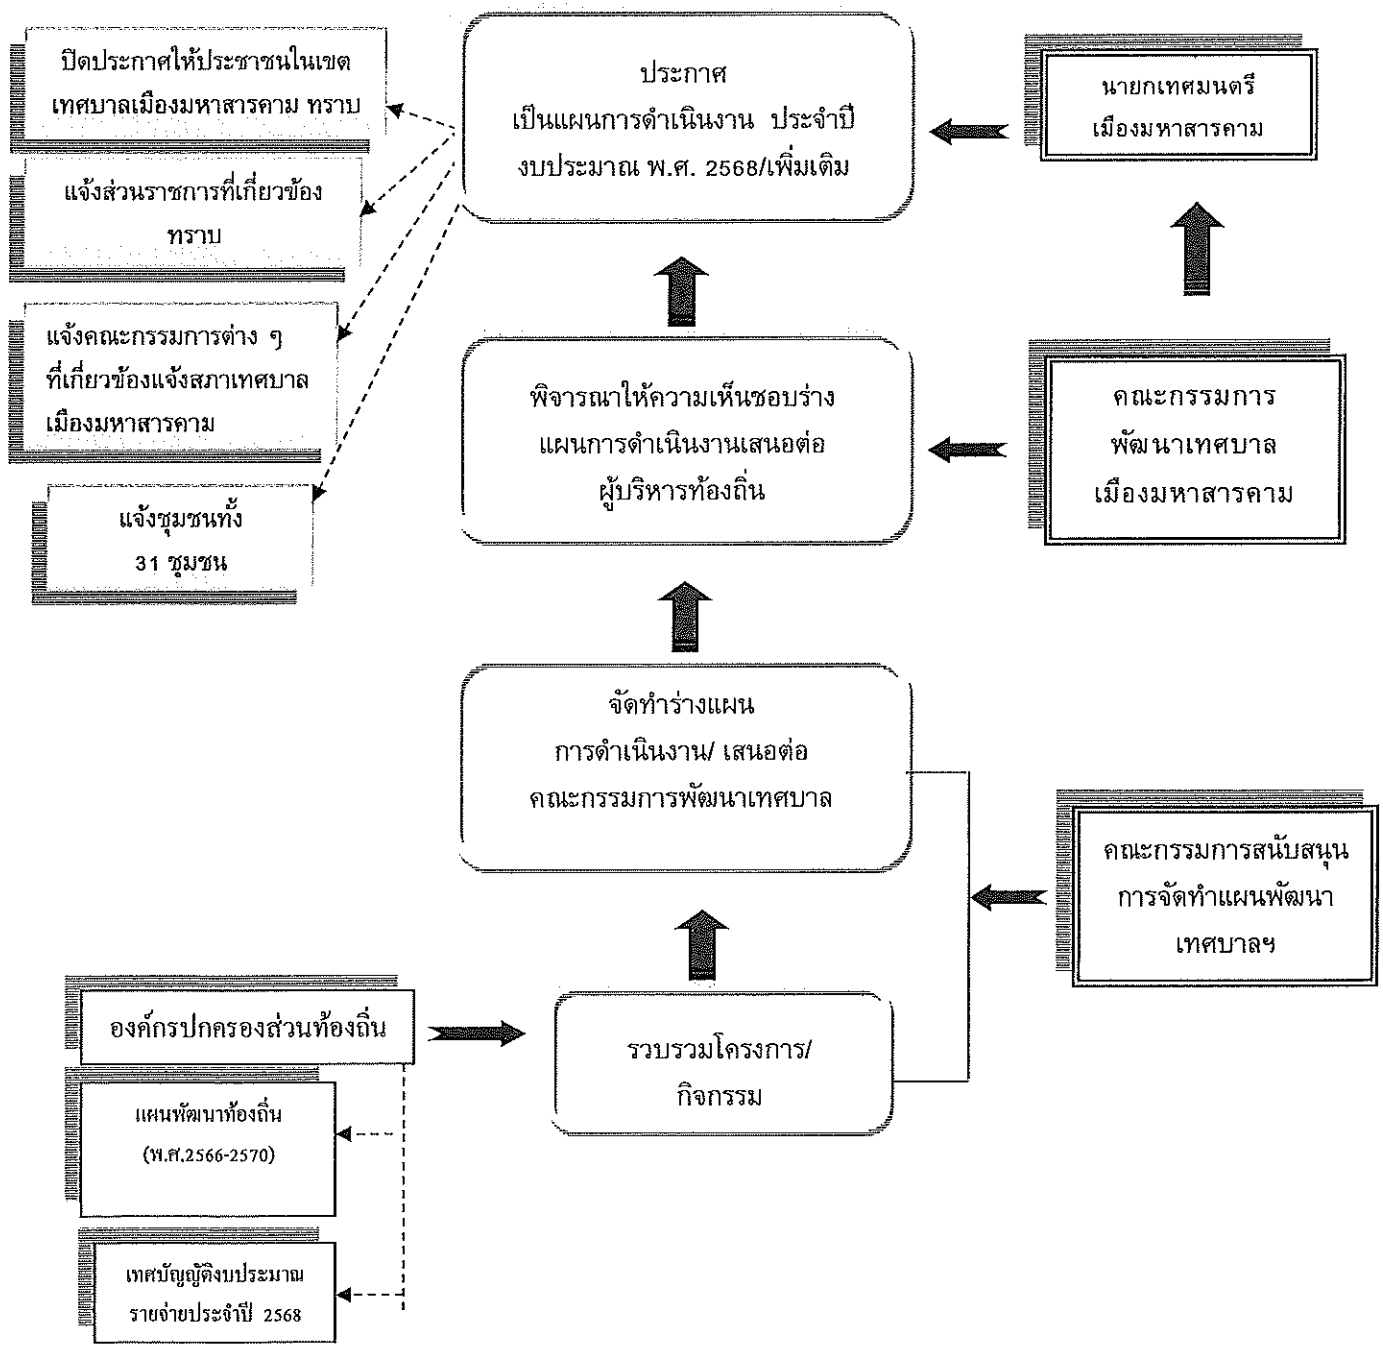 ปิดประกาศให้ประชาชนในเขต
เทศบาลเมืองมหาสารคาม ทราบ
แจ้งส่วนราชการที่เกี่ยวข้อง
ทราบ
แจ้งคณะกรรมการต่าง ๆ
ที่เกี่ยวข้องแจ้งสภาเทศบาล
เมืองมหาสารคาม
แจ้งชุมชนทั้ง
31 ชุมชน
ประกาศ
เป็นแผนการดำเนินงาน ประจำปี
งบประมาณ พ.ศ. 2568/เพิ่มเติม
นายกเทศมนตรี
เมืองมหาสารคาม
พิจารณาให้ความเห็นชอบร่าง
แผนการดำเนินงานเสนอต่อ
ผู้บริหารท้องถิ่น
คณะกรรมการ
พัฒนาเทศบาล
เมืองมหาสารคาม
จัดทำร่างแผน
การดำเนินงาน/ เสนอต่อ
คณะกรรมการพัฒนาเทศบาล
คณะกรรมการสนับสนุน
การจัดทำแผนพัฒนา
เทศบาลฯ
องค์กรปกครองส่วนท้องถิ่น
รวบรวมโครงการ/
กิจกรรม
แผนพัฒนาท้องถิ่น
(พ.ศ.2566-2570)
เทศบัญญัติงบประมาณ
รายจ่ายประจำปี 2568